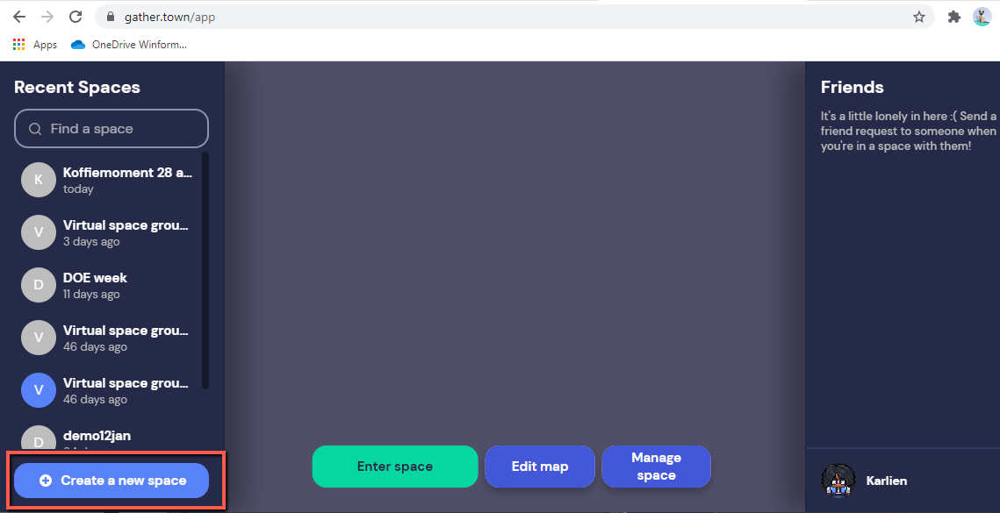 gather.town/app
Apps
OneDrive Winform...
Recent Spaces
Find a space
K
Koffiemoment 28 a...
today
V
Virtual space grou...
3 days ago
D
DOE week
11 days ago
V
Virtual space grou...
46 days ago
V
Virtual space grou...
46 days ago
D
demo12jan
Create a new space
Enter space
Edit map
Manage
space
Friends
It's a little lonely in here :( Send a
friend request to someone when
you're in a space with them!
Karlien